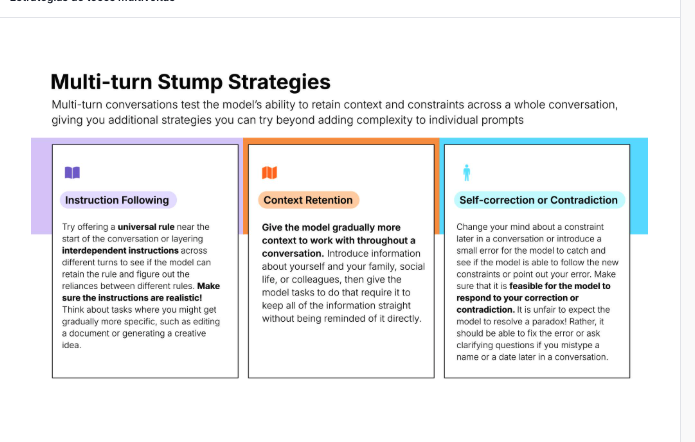 Multi-turn Stump Strategies
Multi-turn conversations test the model's ability to retain context and constraints across a whole conversation,
giving you additional strategies you can try beyond adding complexity to individual prompts
Instruction Following
Try offering a universal rule near the
start of the conversation or layering
interdependent instructions across
different turns to see if the model can
retain the rule and figure out the
reliances between different rules. Make
sure the instructions are realistic!
Think about tasks where you might get
gradually more specific, such as editing
a document or generating a creative
idea.
Context Retention
Give the model gradually more
context to work with throughout a
conversation. Introduce information
about yourself and your family, social
life, or colleagues, then give the
model tasks to do that require it to
keep all of the information straight
without being reminded of it directly.
Self-correction or Contradiction
Change your mind about a constraint
later in a conversation or introduce a
small error for the model to catch and
see if the model is able to follow the new
constraints or point out your error. Make
sure that it is feasible for the model to
respond to your correction or
contradiction. It is unfair to expect the
model to resolve a paradox! Rather, it
should be able to fix the error or ask
clarifying questions if you mistype a
name or a date later in a conversation.